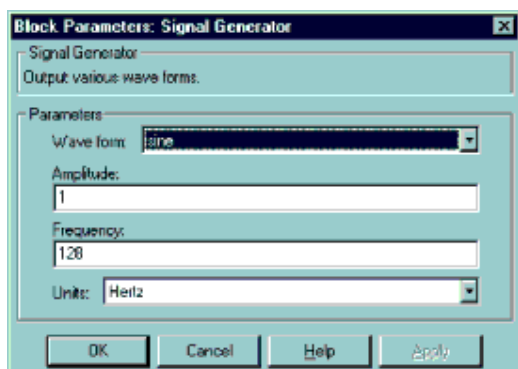 Block Parameters: Signal Generator
Signal Generator
Output various wave forms.
Parameters
Wave form: sine
Amplitude:
1
Frequency:
128
Units: Hertz
OK Cancel Help Apply